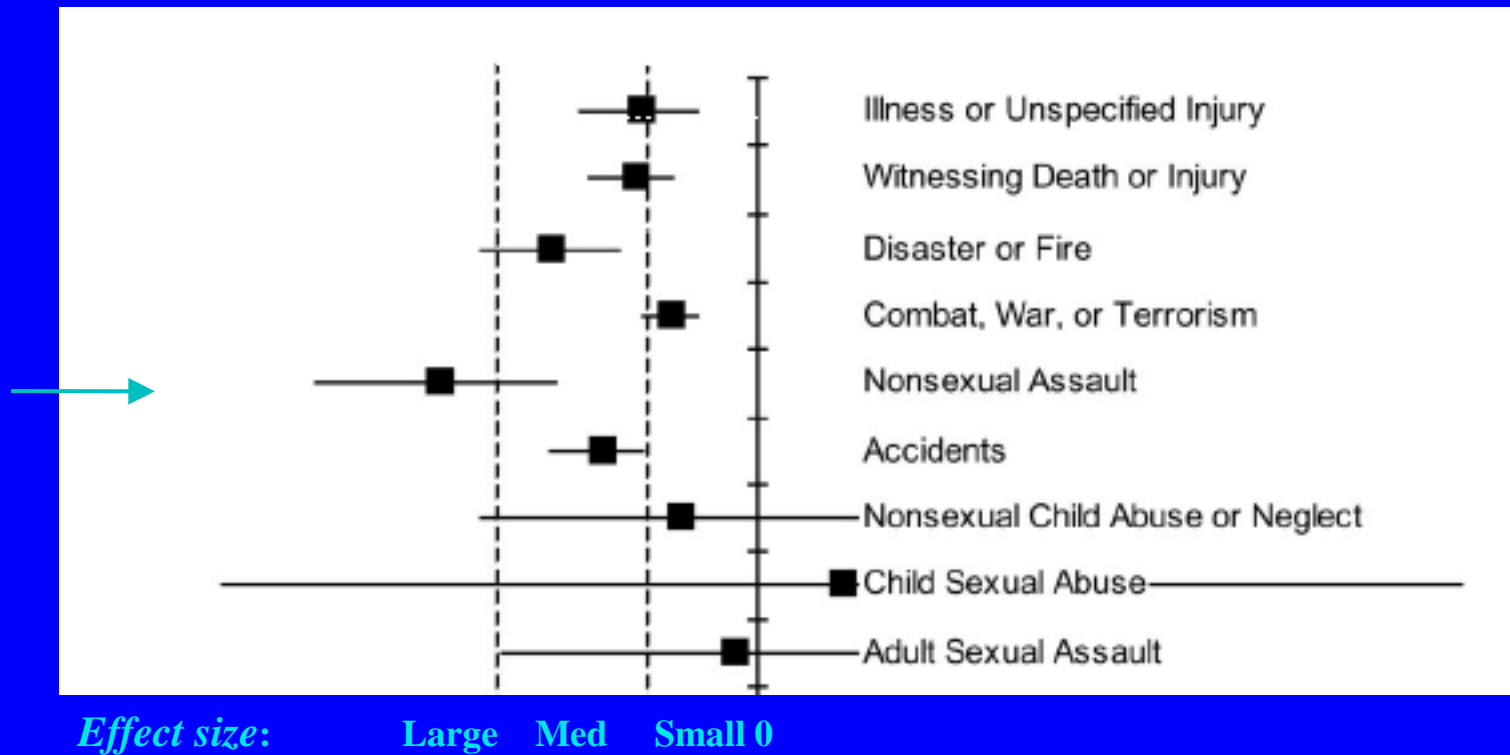 Illness or Unspecified Injury
Witnessing Death or Injury
Disaster or Fire
Combat, War, or Terrorism
Nonsexual Assault
Accidents
Nonsexual Child Abuse or Neglect
Child Sexual Abuse
Adult Sexual Assault
Effect size: Large Med Small 0